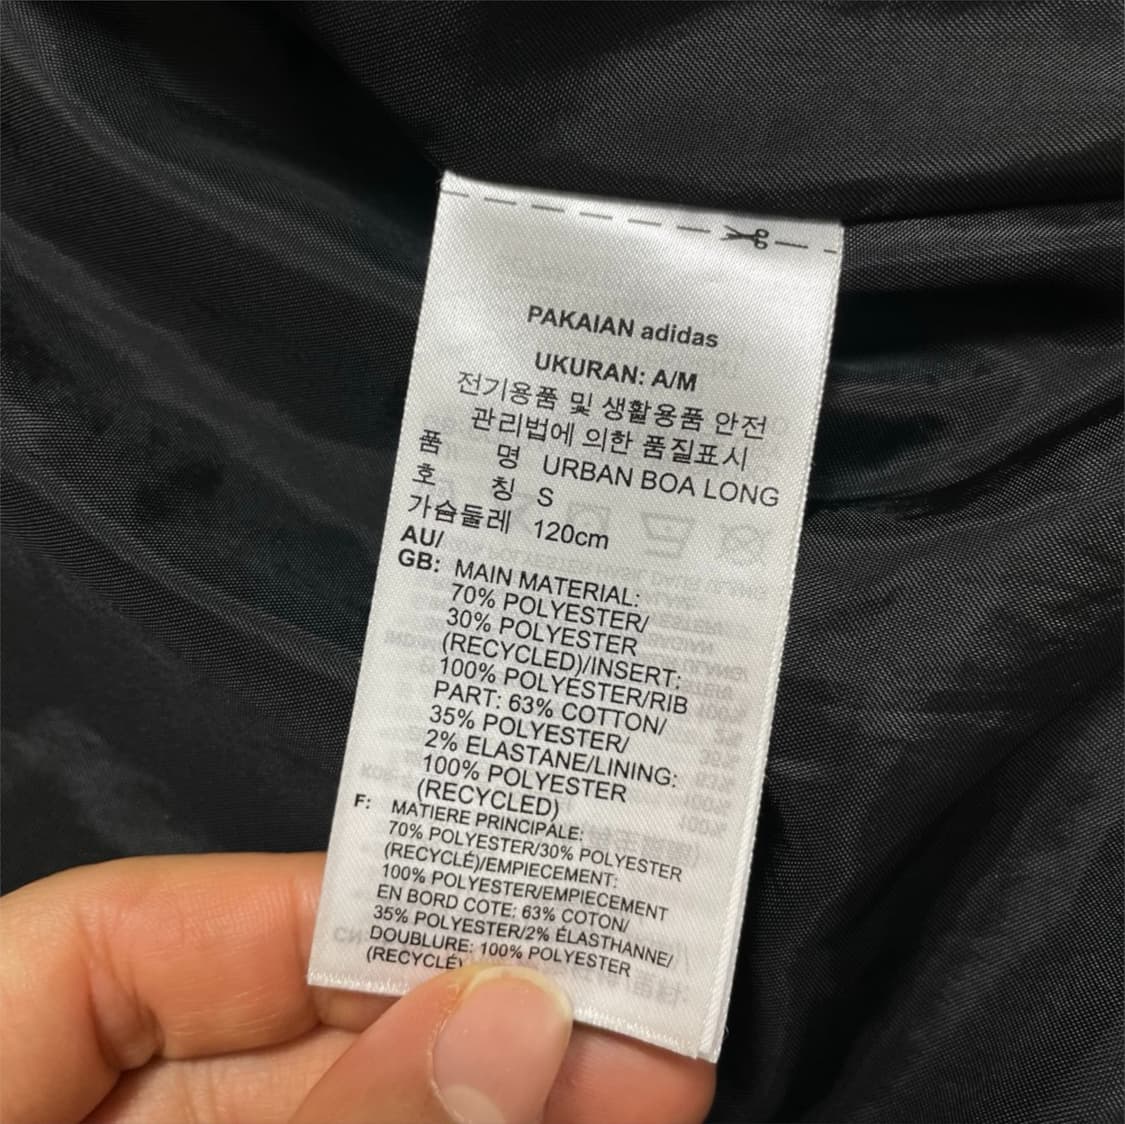 PAKAIAN adidas
UKURAN: A/M
전기용품 및 생활용품 안전
관리법에 의한 품질표시
품 명 URBAN BOA LONG
호 칭 S
가슴둘레 120cm
AU/
GB: MAIN MATERIAL:
70% POLYESTER/
30% POLYESTER
(RECYCLED)/INSERT:
100% POLYESTER/RIB
PART: 63% COTTON/
35% POLYESTER/
2% ELASTANE/LINING:
100% POLYESTER
(RECYCLED)
F: MATIERE PRINCIPALE:
70% POLYESTER/30% POLYESTER
(RECYCLÉ)/EMPIECEMENT:
100% POLYESTER/EMPIECEMENT
EN BORD COTE: 63% COTON/
35% POLYESTER/2% ÉLASTHANNE/
DOUBLURE: 100% POLYESTER
(RECYCLÉ)